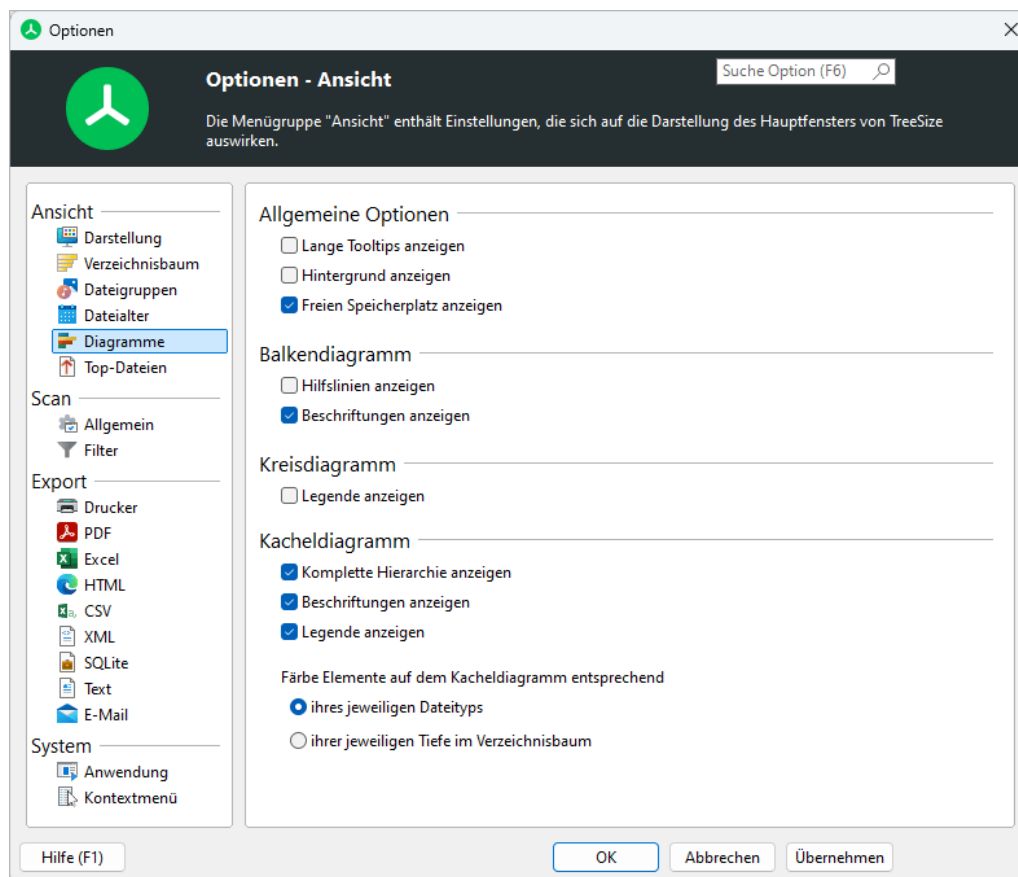 Optionen
Optionen - Ansicht
Suche Option (F6)
Die Menügruppe "Ansicht" enthält Einstellungen, die sich auf die Darstellung des Hauptfensters von TreeSize
auswirken.
Ansicht
Darstellung
Verzeichnisbaum
Dateigruppen
Dateialter
Diagramme
Top-Dateien
Scan
Allgemein
Filter
Export
Drucker
PDF
Excel
HTML
CSV
XML
SQLite
Text
E-Mail
System
Anwendung
Kontextmenü
Allgemeine Optionen
Lange Tooltips anzeigen
Hintergrund anzeigen
Freien Speicherplatz anzeigen
Balkendiagramm
Hilfslinien anzeigen
Beschriftungen anzeigen
Kreisdiagramm
Legende anzeigen
Kacheldiagramm
Komplette Hierarchie anzeigen
Beschriftungen anzeigen
Legende anzeigen
Färbe Elemente auf dem Kacheldiagramm entsprechend
ihres jeweiligen Dateityps
ihrer jeweiligen Tiefe im Verzeichnisbaum
Hilfe (F1)
OK
Abbrechen
Übernehmen